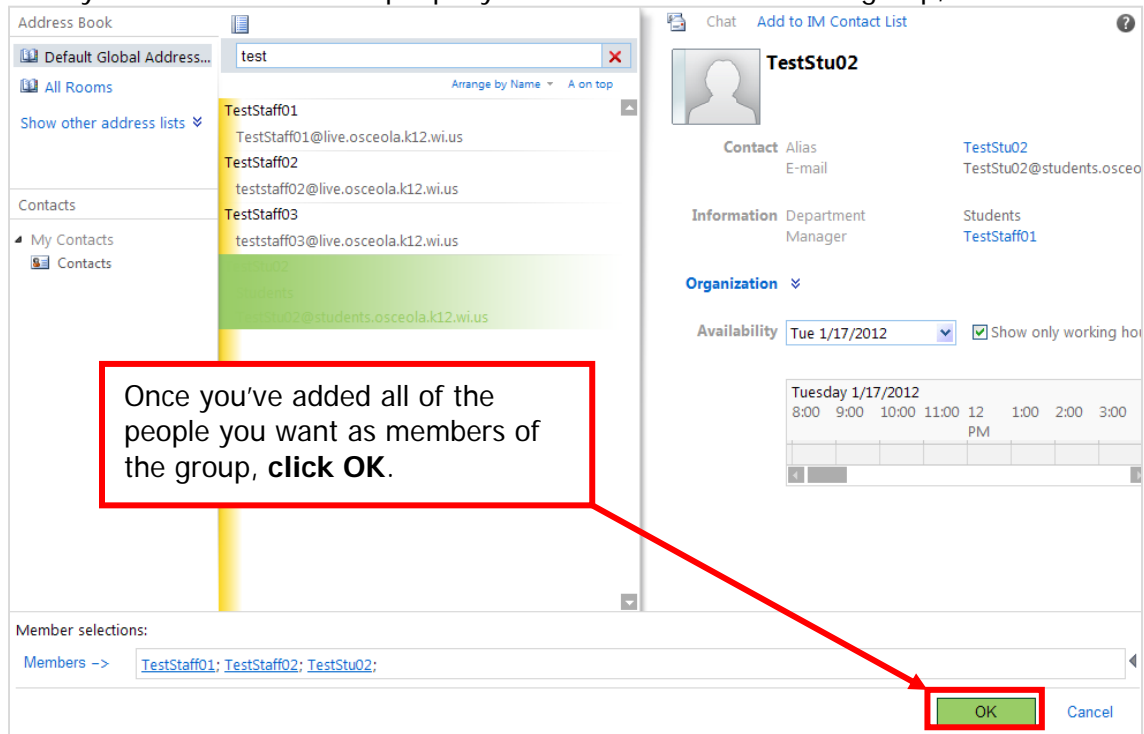 Address Book
Default Global Address...
All Rooms
Show other address lists
Contacts
My Contacts
Contacts
test
Arrange by Name A on top
TestStaff01
TestStaff01@live.osceola.k12.wi.us
TestStaff02
teststaff02@live.osceola.k12.wi.us
TestStaff03
teststaff03@live.osceola.k12.wi.us
TestStu02
Students
TestStu02@students.osceola.k12.wi.us
Chat Add to IM Contact List
?
TestStu02
Contact Alias TestStu02
E-mail TestStu02@students.osceo
Information Department Students
Manager TestStaff01
Organization
Availability Tue 1/17/2012 Show only working hou
Tuesday 1/17/2012
8:00 9:00 10:00 11:00 12 1:00 2:00 3:00
PM
Once you've added all of the
people you want as members of
the group, click OK.
Member selections:
Members -> TestStaff01; TestStaff02; TestStu02;
OK Cancel